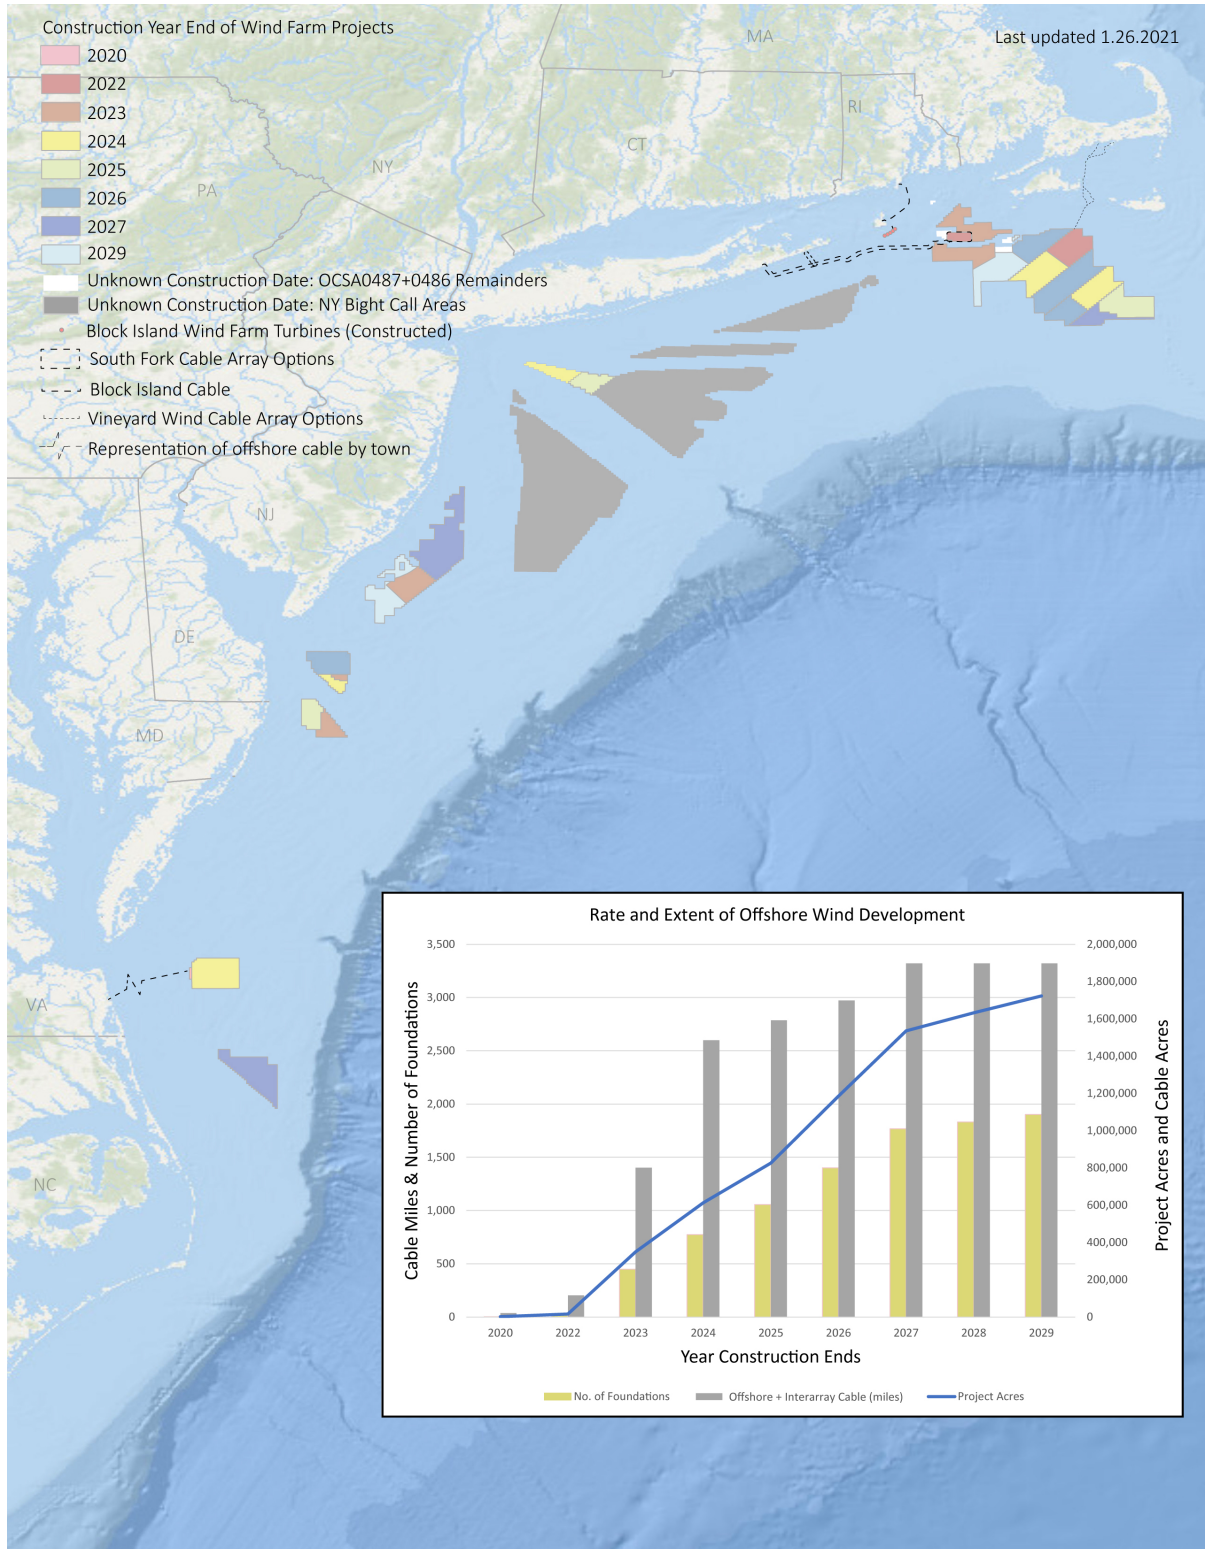 Construction Year End of Wind Farm Projects
2020
2022
2023
2024
2025
2026
2027
2029
Unknown Construction Date: OCSA0487+0486 Remainders
Unknown Construction Date: NY Bight Call Areas
Block Island Wind Farm Turbines (Constructed)
South Fork Cable Array Options
Block Island Cable
Vineyard Wind Cable Array Options
Representation of offshore cable by town
Last updated 1.26.2021
MA
RI
CT
NY
PA
NJ
DE
MD
VA
NC
Rate and Extent of Offshore Wind Development
Cable Miles & Number of Foundations
3,500
3,000
2,500
2,000
1,500
1,000
500
0
2,000,000
1,800,000
1,600,000
1,400,000
1,200,000
1,000,000
800,000
600,000
400,000
200,000
0
Project Acres and Cable Acres
2020 2022 2023 2024 2025 2026 2027 2028 2029
Year Construction Ends
No. of Foundations Offshore + Interarray Cable (miles) Project Acres